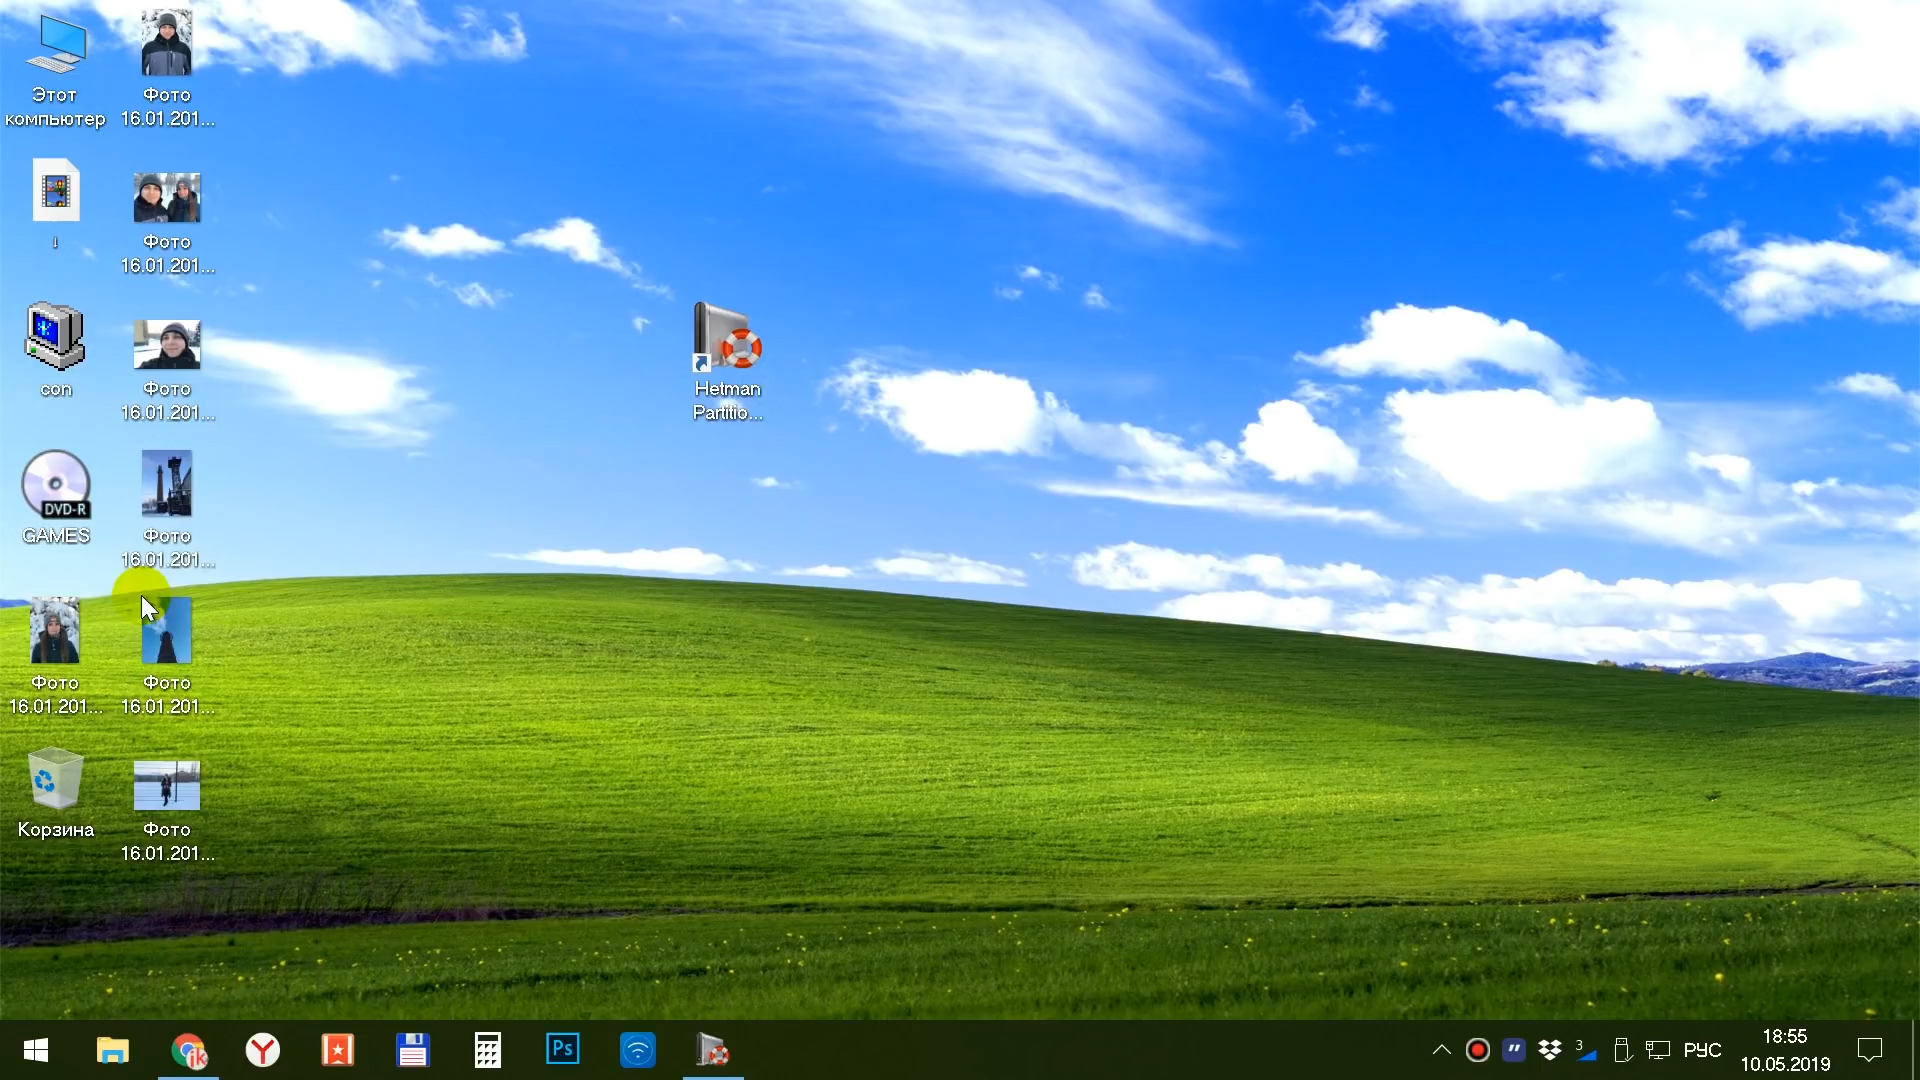 Этот
компьютер
Фото
16.01.201...
Фото
16.01.201...
con
Фото
16.01.201...
Hetman
Partitio...
DVD-R
GAMES
Фото
16.01.201...
Фото
16.01.201...
Фото
16.01.201...
Корзина
Фото
16.01.201...
jk
Ps
3
РУС
18:55
10.05.2019